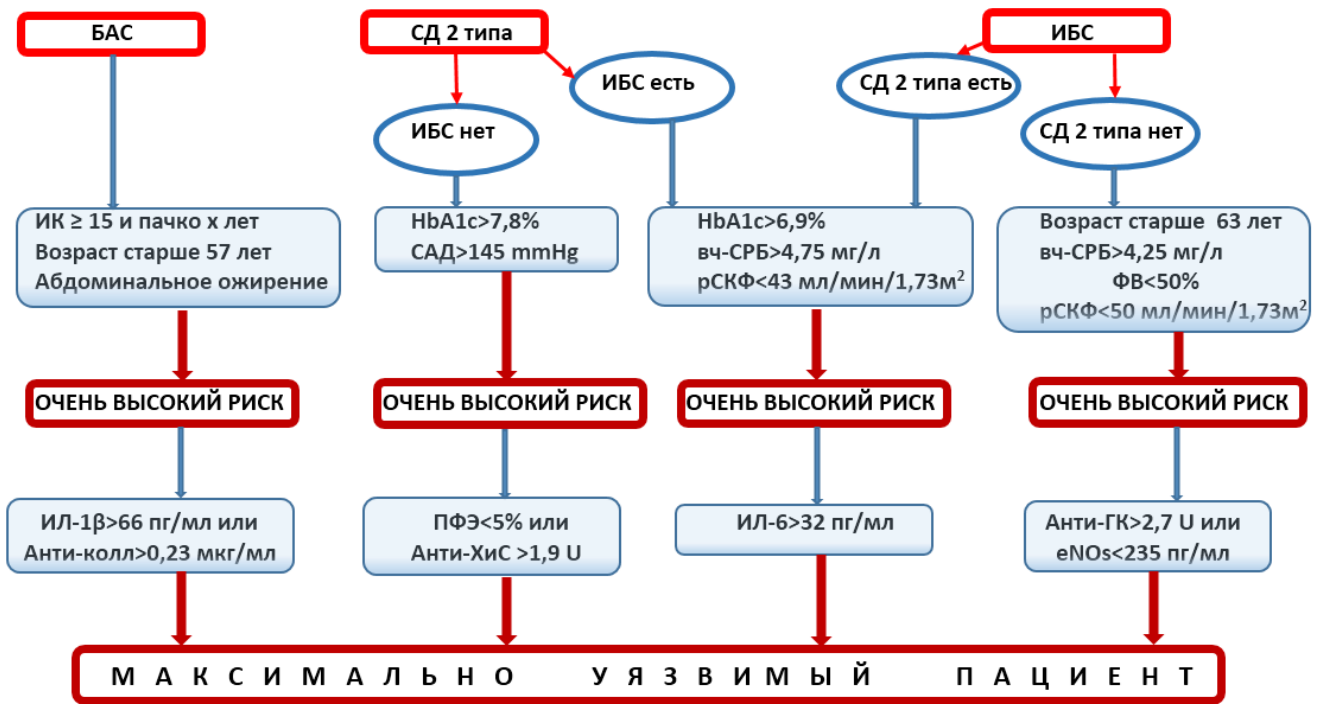 БАС
СД 2 типа
ИБС
ИБС есть
СД 2 типа есть
ИБС нет
СД 2 типа нет
ИК ≥ 15 и пачко х лет
Возраст старше 57 лет
Абдоминальное ожирение
HbA1c>7,8%
САД>145 mmHg
HbA1c>6,9%
вч-СРБ>4,75 мг/л
рСКФ<43 мл/мин/1,73м²
Возраст старше 63 лет
вч-СРБ>4,25 мг/л
ФВ<50%
рСКФ<50 мл/мин/1,73м²
ОЧЕНЬ ВЫСОКИЙ РИСК
ОЧЕНЬ ВЫСОКИЙ РИСК
ОЧЕНЬ ВЫСОКИЙ РИСК
ОЧЕНЬ ВЫСОКИЙ РИСК
ИЛ-1β>66 пг/мл или
Анти-колл>0,23 мкг/мл
ПФЭ<5% или
Анти-ХиС >1,9 U
ИЛ-6>32 пг/мл
Анти-ГК>2,7 U или
eNOs<235 пг/мл
М А К С И М А Л Ь Н О У Я З В И М Ы Й П А Ц И Е Н Т